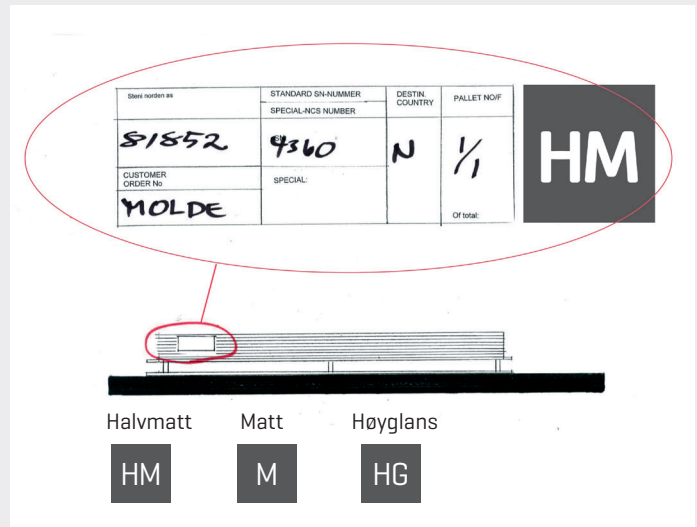 Steni norden as
STANDARD SN-NUMMER
DESTIN. COUNTRY
PALLET NO/F
SPECIAL-NCS NUMBER
81852
SN
4360
N
1/1
HM
CUSTOMER
ORDER No
SPECIAL:
MOLDE
Of total:
Halvmatt Matt Høyglans
HM M HG